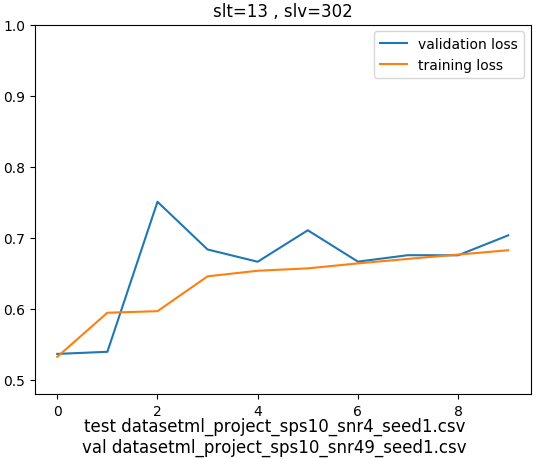 slt=13 , slv=302
1.0
validation loss
training loss
0.9
0.8
0.7
0.6
0.5
0 2 4 6 8
test datasetml_project_sps10_snr4_seed1.csv
val datasetml_project_sps10_snr49_seed1.csv